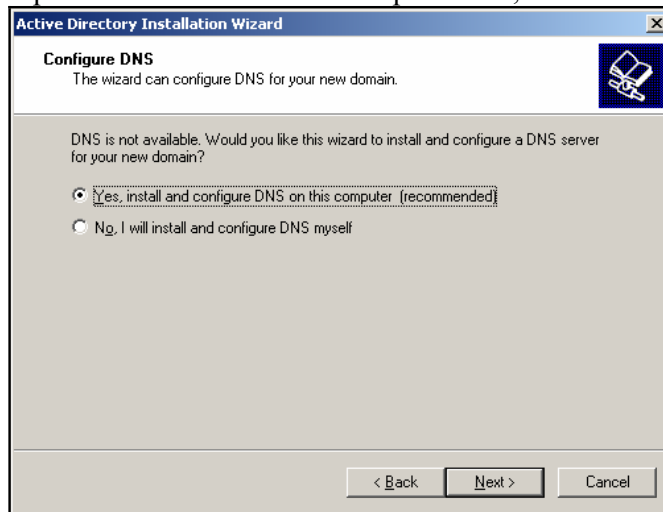 Active Directory Installation Wizard
Configure DNS
The wizard can configure DNS for your new domain.
DNS is not available. Would you like this wizard to install and configure a DNS server
for your new domain?
Yes, install and configure DNS on this computer (recommended)
No, I will install and configure DNS myself
< Back
Next >
Cancel